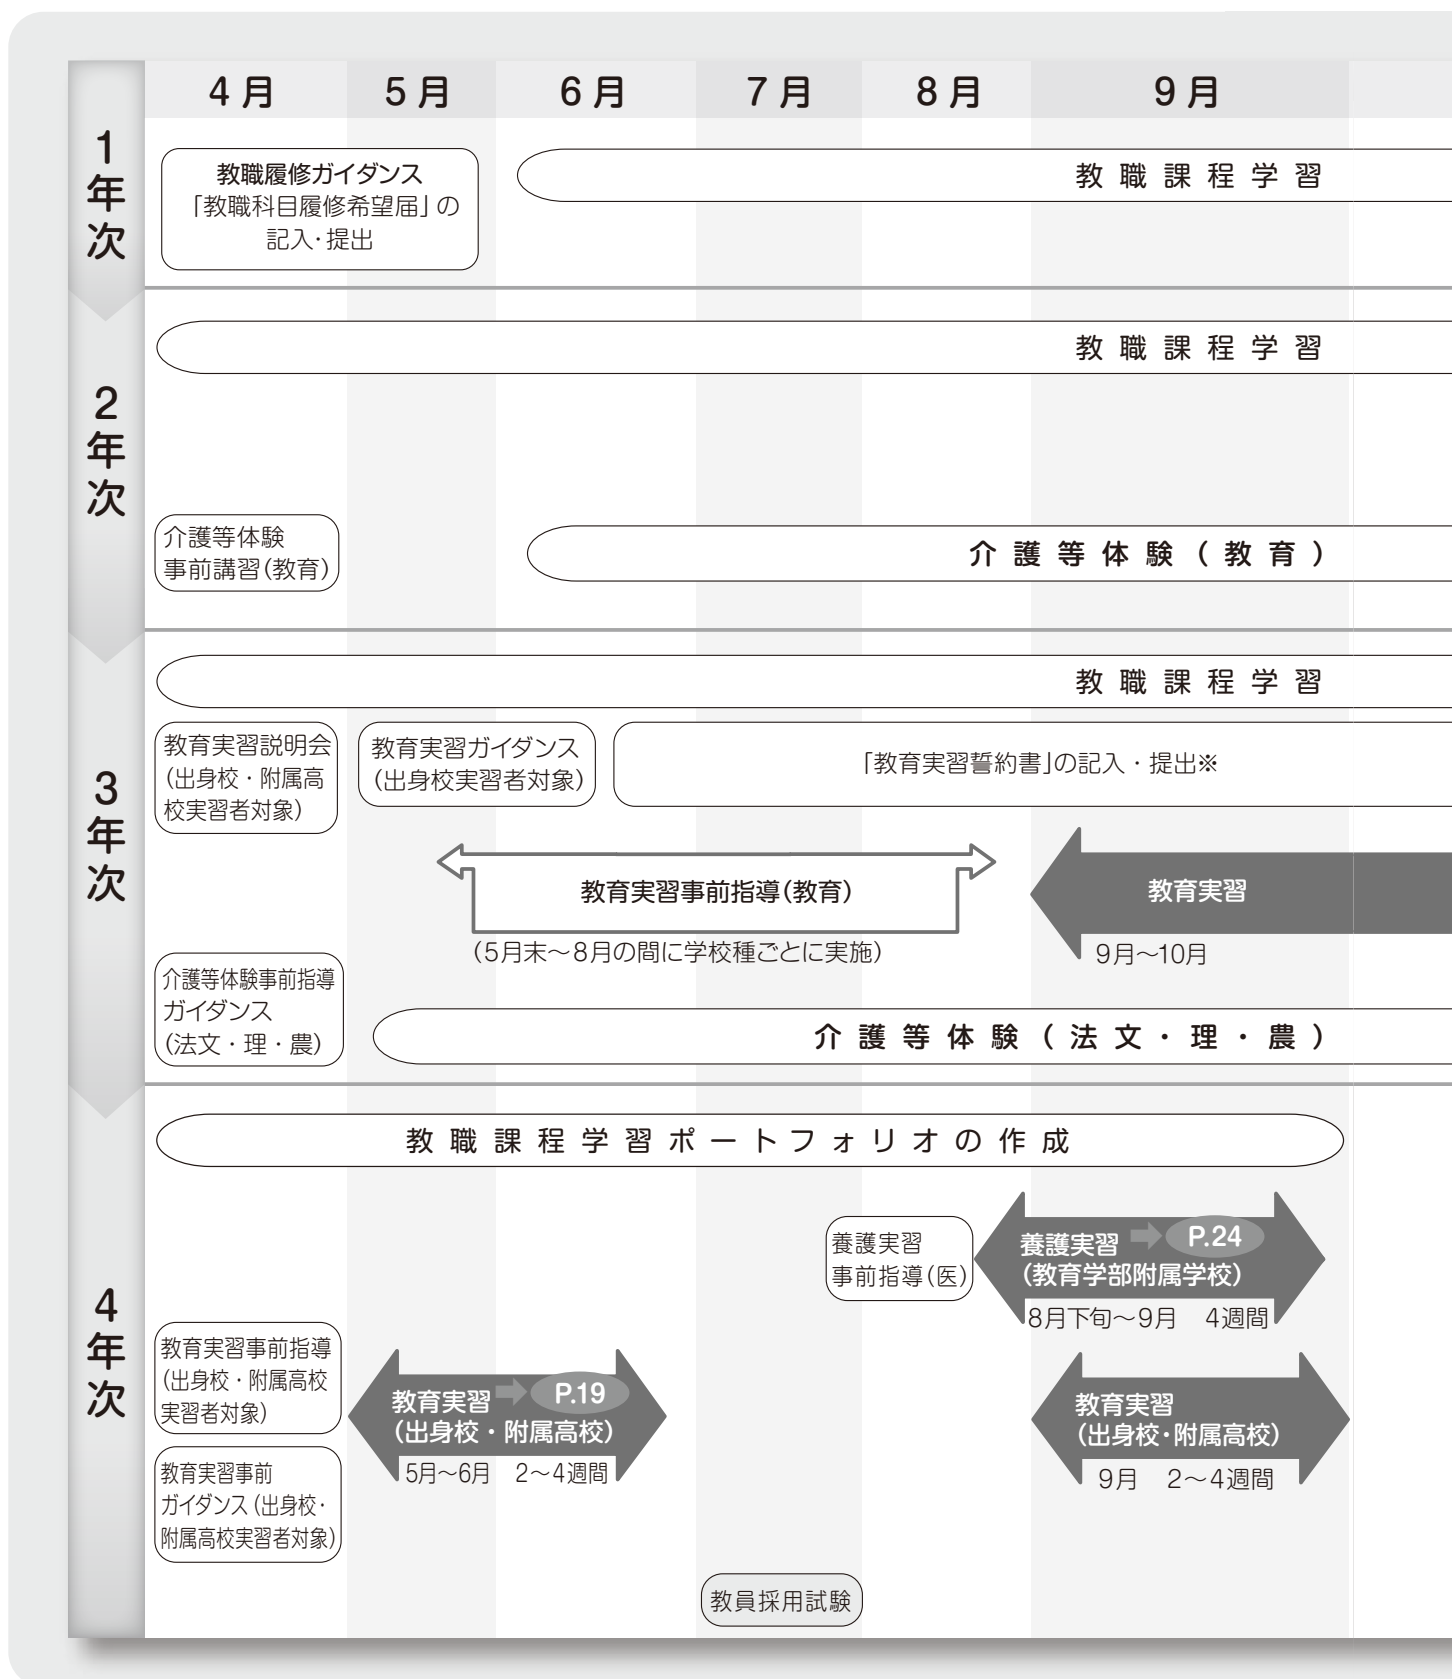 4月
5月
6月
7月
8月
9月
1年次
教職履修ガイダンス
「教職科目履修希望届」の
記入・提出
教職課程学習
2年次
教職課程学習
介護等体験
事前講習(教育)
介護等体験(教育)
3年次
教職課程学習
教育実習説明会
(出身校・附属高
校実習者対象)
教育実習ガイダンス
(出身校実習者対象)
「教育実習誓約書」の記入・提出※
教育実習事前指導(教育)
(5月末〜8月の間に学校種ごとに実施)
教育実習
9月〜10月
介護等体験事前指導
ガイダンス
(法文・理・農)
介護等体験(法文・理・農)
4年次
教職課程学習ポートフォリオの作成
養護実習
事前指導(医)
養護実習 P.24
(教育学部附属学校)
8月下旬〜9月 4週間
教育実習事前指導
(出身校・附属高校
実習者対象)
教育実習 P.19
(出身校・附属高校)
5月〜6月 2〜4週間
教育実習
(出身校・附属高校)
9月 2〜4週間
教育実習事前
ガイダンス(出身校・
附属高校実習者対象)
教員採用試験